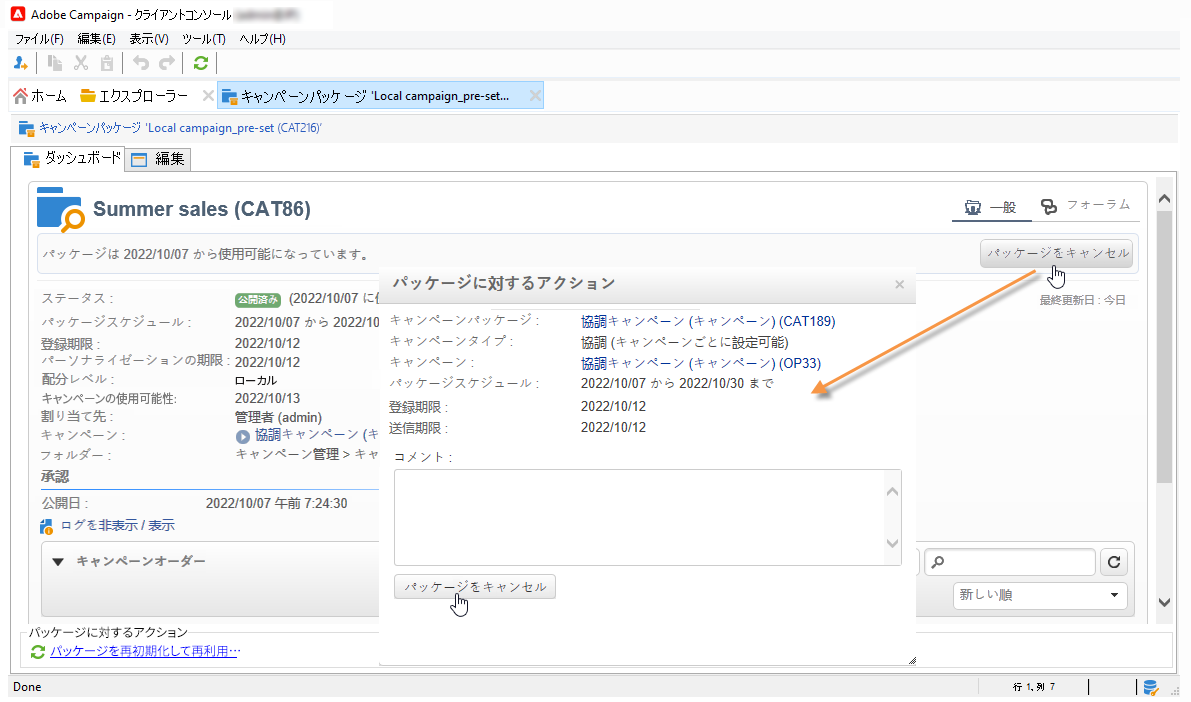 Adobe Campaign - クライアントコンソール
ファイル(F) 編集(E) 表示(V) ツール(T) ヘルプ(H)
ホーム エクスプローラー キャンペーンパッケージ 'Local campaign_pre-set...
キャンペーンパッケージ 'Local campaign_pre-set (CAT216)'
ダッシュボード 編集
Summer sales (CAT86)
一般 フォーラム
パッケージは 2022/10/07 から使用可能になっています。
パッケージをキャンセル
最終更新日 : 今日
ステータス :
公開済み (2022/10/07 に
パッケージスケジュール :
2022/10/07 から 2022/10
登録期限 :
2022/10/12
パーソナライゼーションの期限 :
2022/10/12
配分レベル :
ローカル
キャンペーンの使用可能性:
2022/10/13
割り当て先 :
管理者 (admin)
キャンペーン :
協調キャンペーン (キ
フォルダー :
キャンペーン管理 > キャ
承認
公開日 :
2022/10/07 午前 7:24:30
ログを非表示 / 表示
キャンペーンオーダー
新しい順
パッケージに対するアクション
キャンペーンパッケージ :
協調キャンペーン (キャンペーン) (CAT189)
キャンペーンタイプ :
協調 (キャンペーンごとに設定可能)
キャンペーン :
協調キャンペーン (キャンペーン) (OP33)
パッケージスケジュール :
2022/10/07 から 2022/10/30 まで
登録期限 :
2022/10/12
送信期限 :
2022/10/12
コメント :
パッケージをキャンセル
パッケージに対するアクション
パッケージを再初期化して再利用…
Done
行 1, 列 7